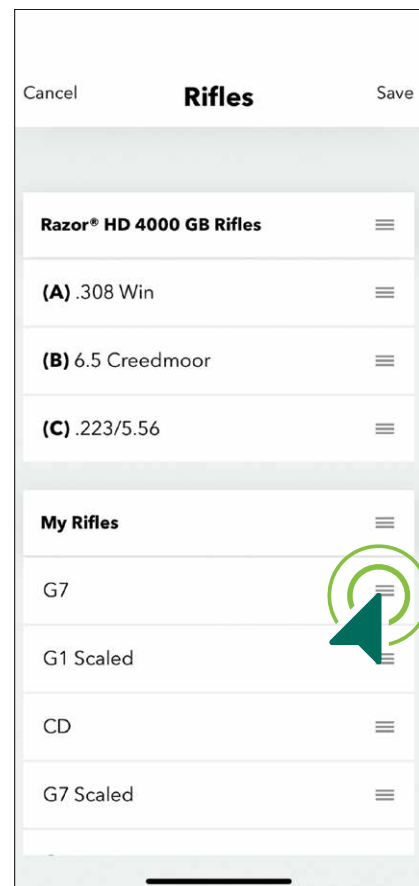 Cancel Rifles Save
Razor® HD 4000 GB Rifles
(A) .308 Win
(B) 6.5 Creedmoor
(C) .223/5.56
My Rifles
G7
G1 Scaled
CD
G7 Scaled